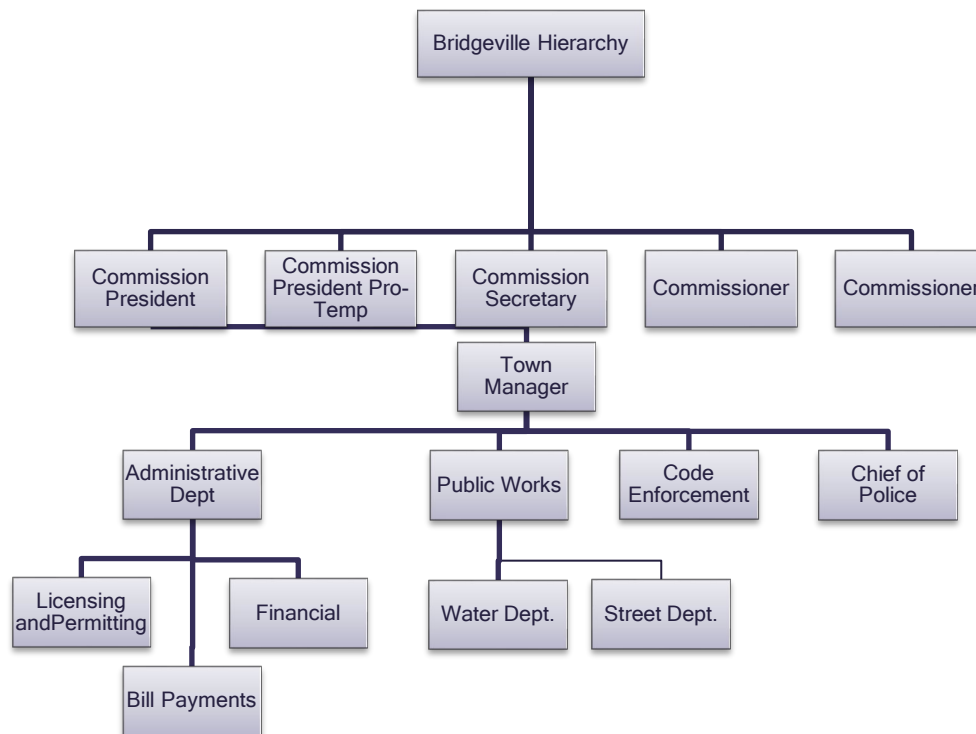 Bridgeville Hierarchy
Commission
President
Commission
President Pro-
Temp
Commission
Secretary
Commissioner
Commissioner
Town
Manager
Administrative
Dept
Public Works
Code
Enforcement
Chief of
Police
Licensing
andPermitting
Financial
Water Dept.
Street Dept.
Bill Payments